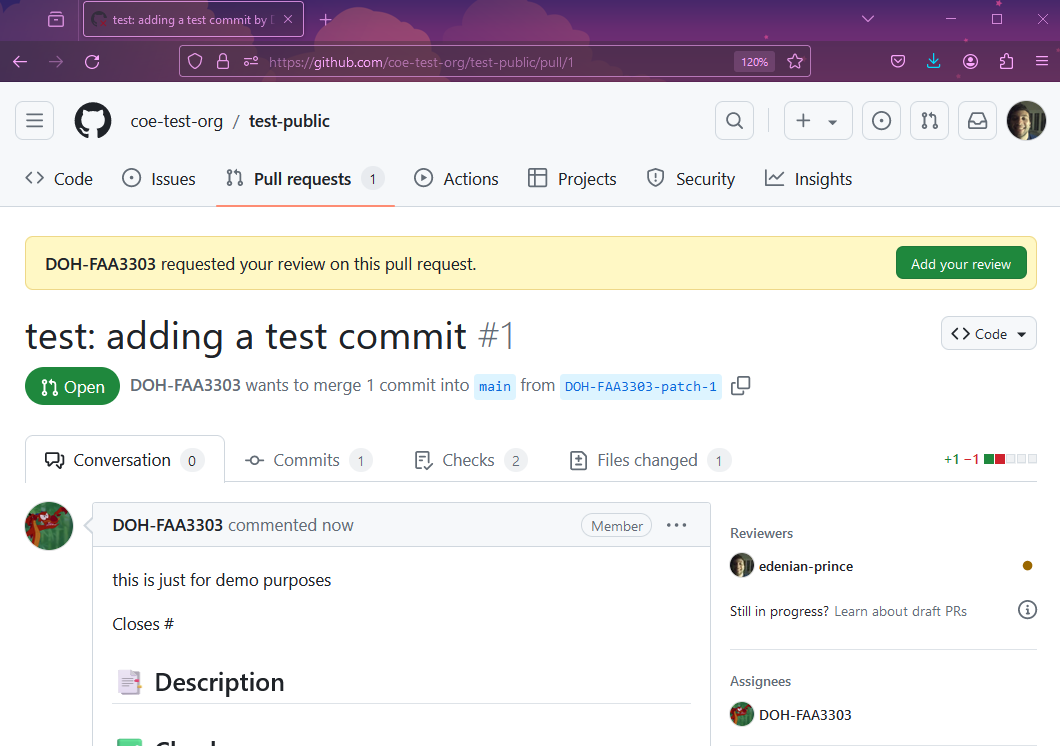 test: adding a test commit by D
https://github.com/coe-test-org/test-public/pull/1
120%
coe-test-org / test-public
Code
Issues
Pull requests 1
Actions
Projects
Security
Insights
DOH-FAA3303 requested your review on this pull request.
Add your review
test: adding a test commit #1
Code
Open
DOH-FAA3303 wants to merge 1 commit into main from DOH-FAA3303-patch-1
Conversation 0
Commits 1
Checks 2
Files changed 1
+1 −1
DOH-FAA3303 commented now
Member
this is just for demo purposes
Closes #
Description
Reviewers
edenian-prince
Still in progress? Learn about draft PRs
Assignees
DOH-FAA3303